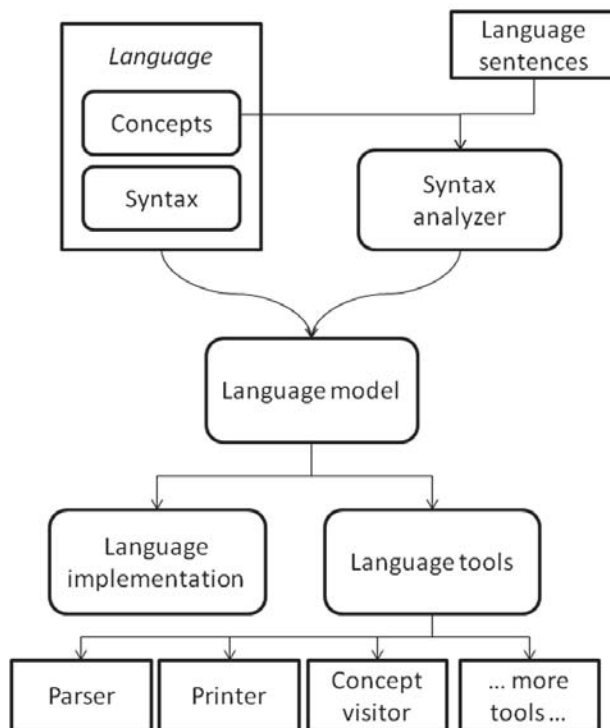 Language
Concepts
Syntax
Language
sentences
Syntax
analyzer
Language model
Language
implementation
Language tools
Parser
Printer
Concept
visitor
... more
tools ...